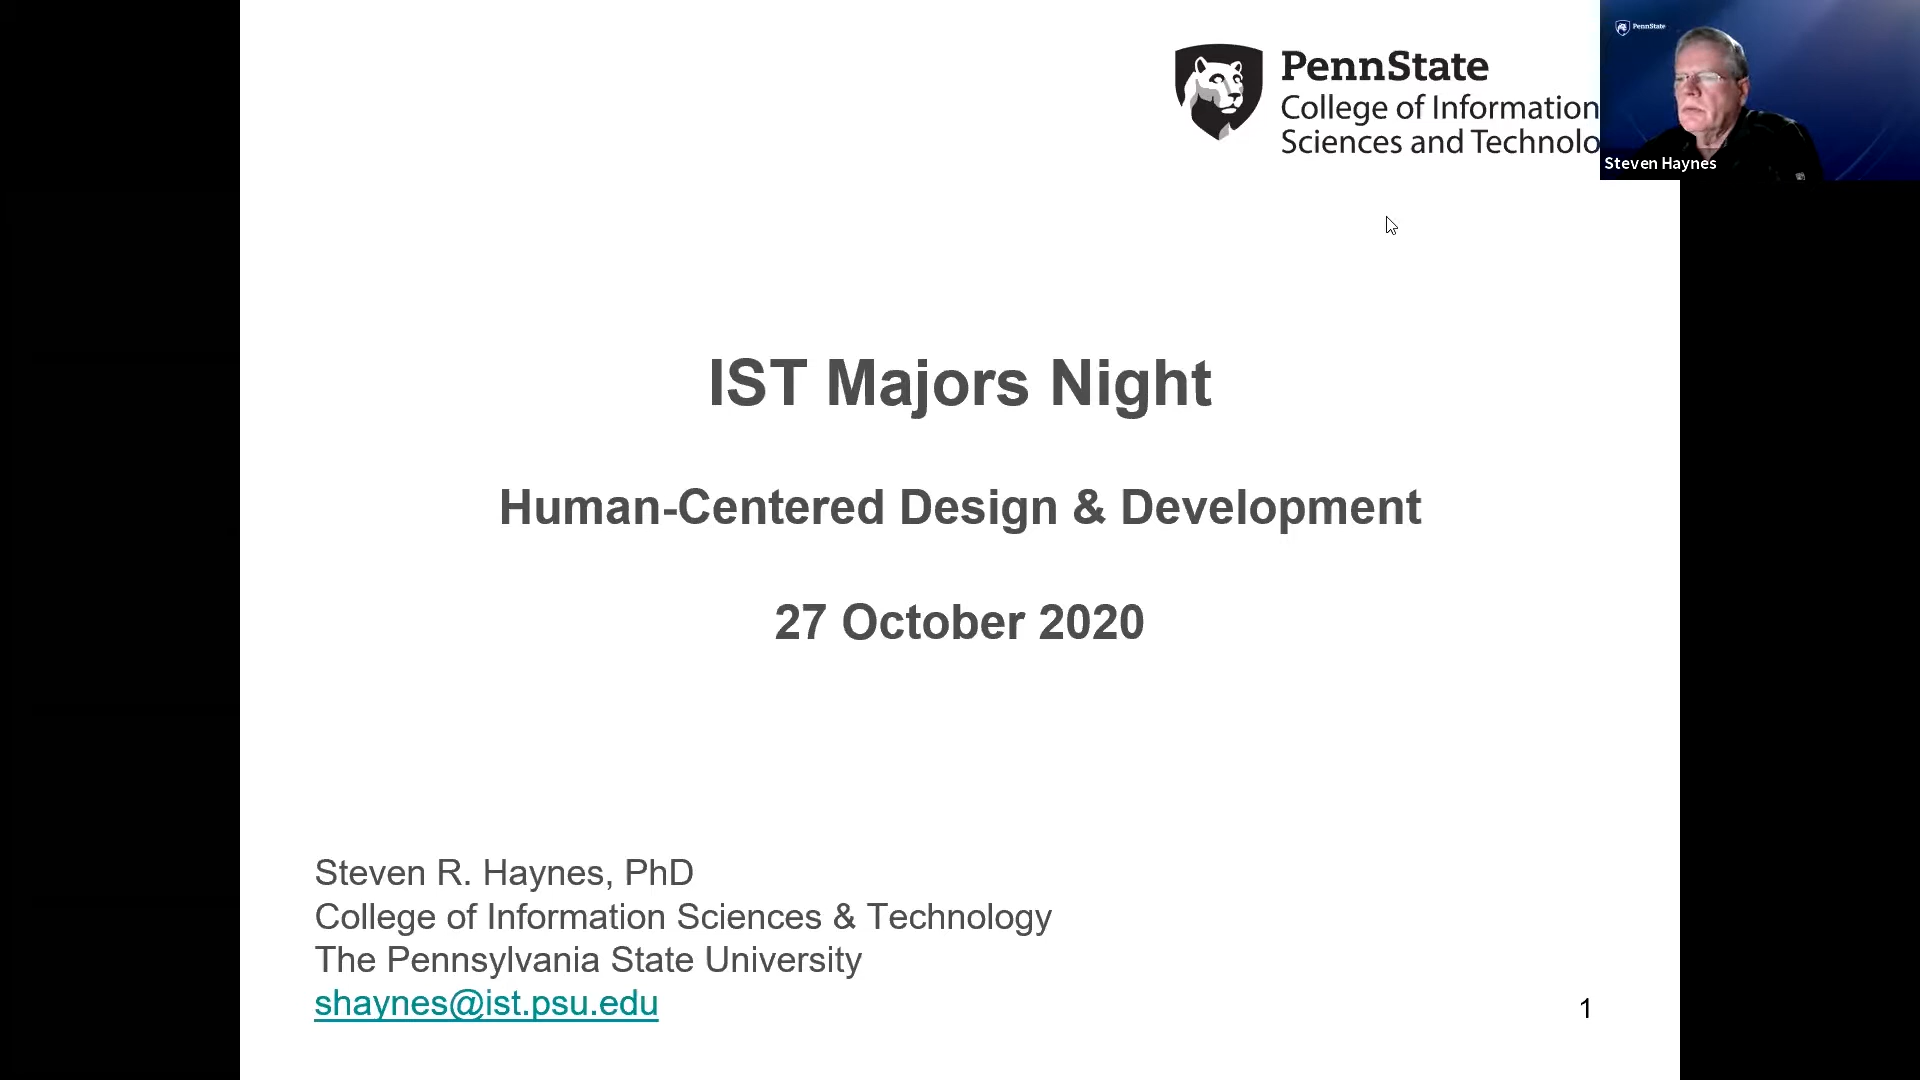 PennState
College of Information
Sciences and Technolo
PennState
Steven Haynes
IST Majors Night
Human-Centered Design & Development
27 October 2020
Steven R. Haynes, PhD
College of Information Sciences & Technology
The Pennsylvania State University
shaynes@ist.psu.edu
1